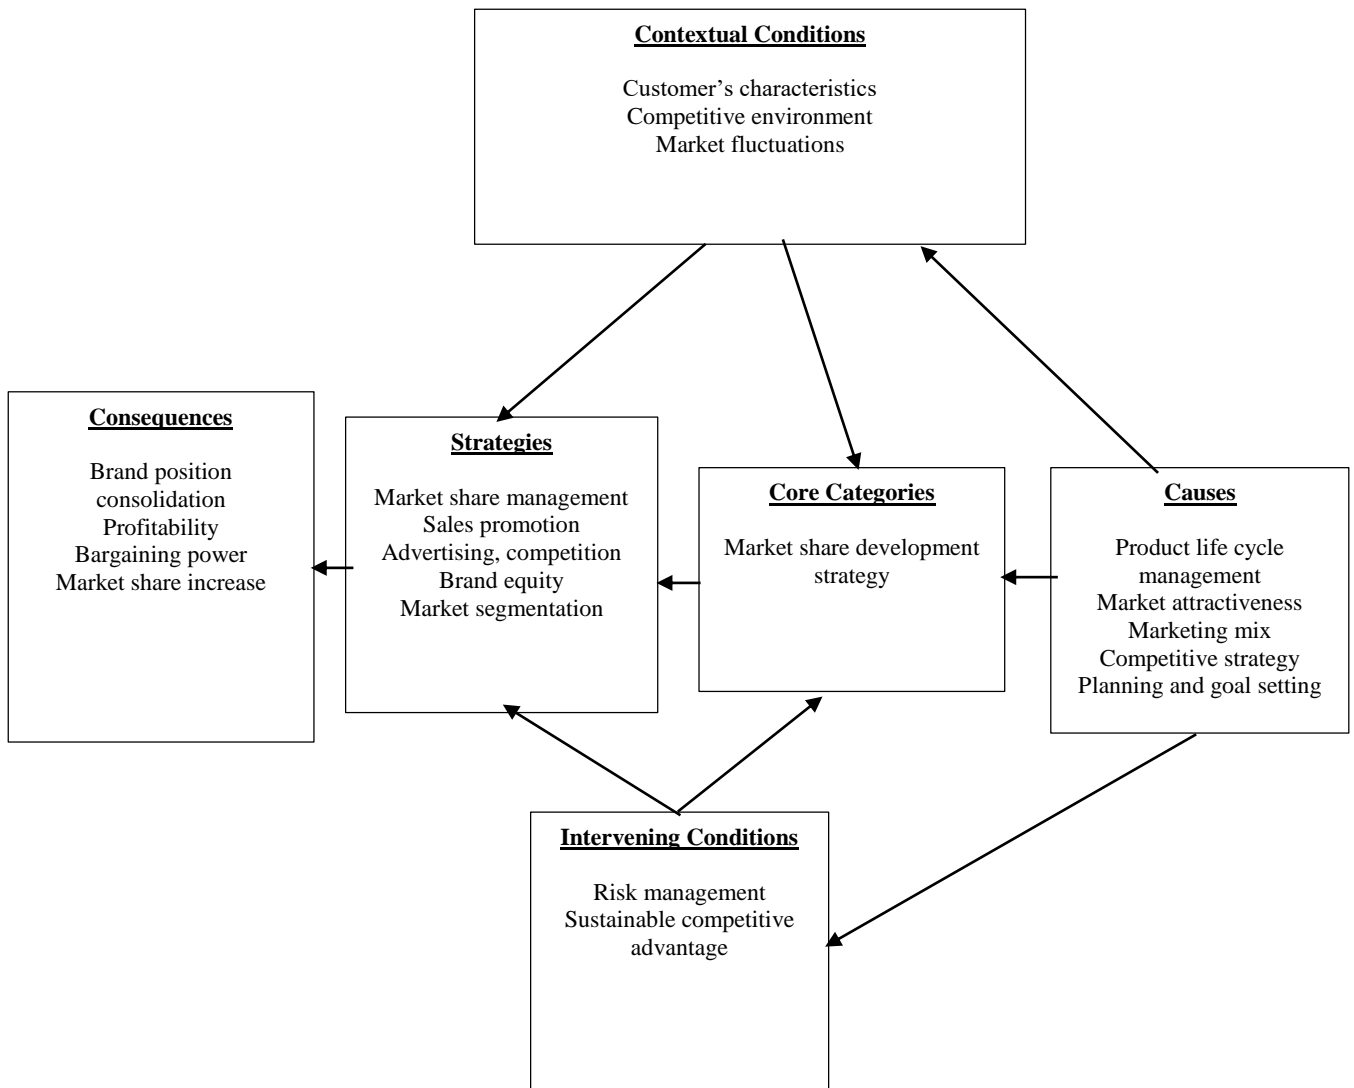 Contextual Conditions
Customer’s characteristics
Competitive environment
Market fluctuations
Consequences
Brand position
consolidation
Profitability
Bargaining power
Market share increase
Strategies
Market share management
Sales promotion
Advertising, competition
Brand equity
Market segmentation
Core Categories
Market share development
strategy
Causes
Product life cycle
management
Market attractiveness
Marketing mix
Competitive strategy
Planning and goal setting
Intervening Conditions
Risk management
Sustainable competitive
advantage